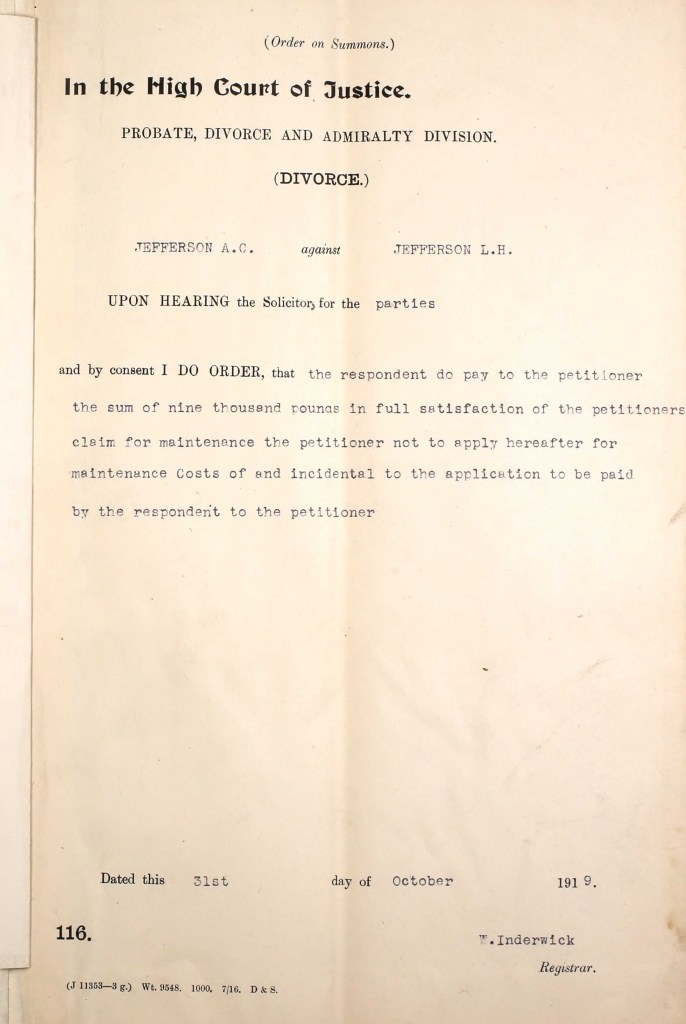 (Order on Summons.)
In the High Court of Justice.
PROBATE, DIVORCE AND ADMIRALTY DIVISION.
(DIVORCE.)
JEFFERSON A.C. against JEFFERSON L.H.
UPON HEARING the Solicitors for the parties
and by consent I DO ORDER, that the respondent do pay to the petitioner
the sum of nine thousand pounds in full satisfaction of the petitioners
claim for maintenance the petitioner not to apply hereafter for
maintenance Costs of and incidental to the application to be paid
by the respondent to the petitioner
Dated this 31st day of October 1919.
116.
W.Inderwick
Registrar.
(J 11353—3 g.) Wt. 9548. 1000. 7/16. D & S.